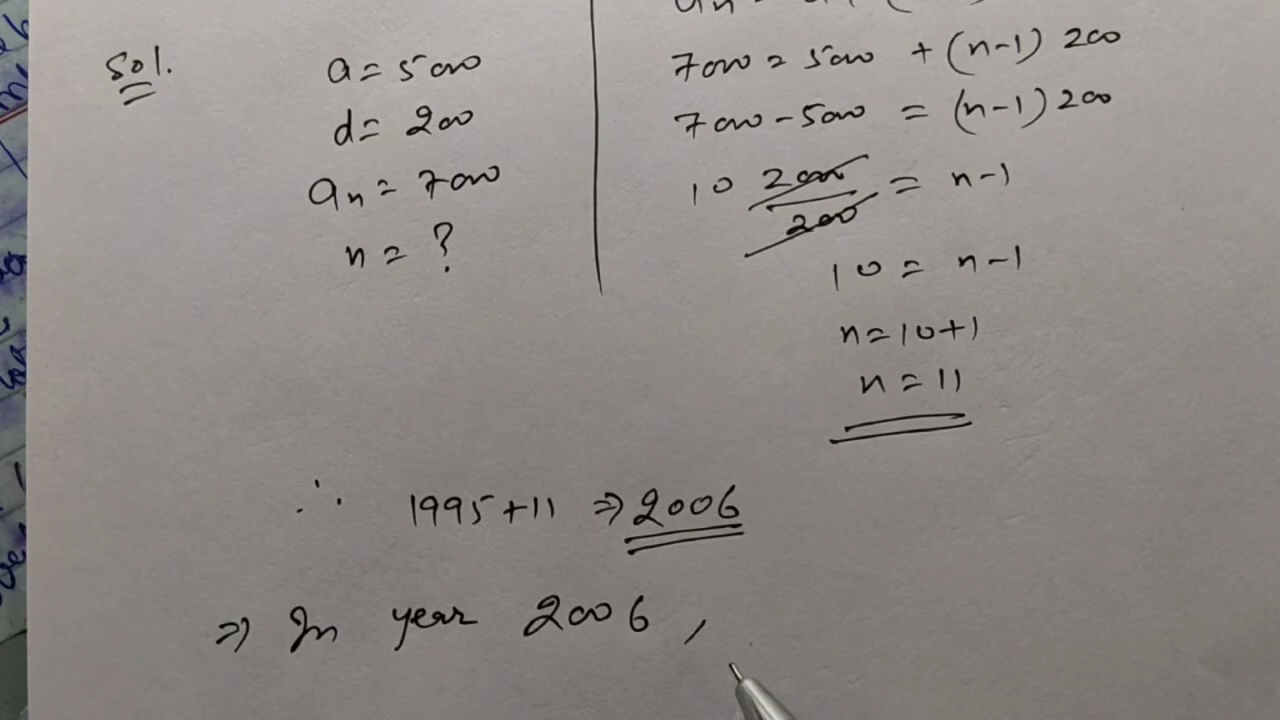 Sol.
a = 5000
d = 200
an = 7000
n = ?
7000 = 5000 + (n-1) 200
7000 - 5000 = (n-1) 200
10 2000/200 = n-1
10 = n-1
n = 10+1
n = 11
∴ 1995+11 ⇒ 2006
⇒ In year 2006,